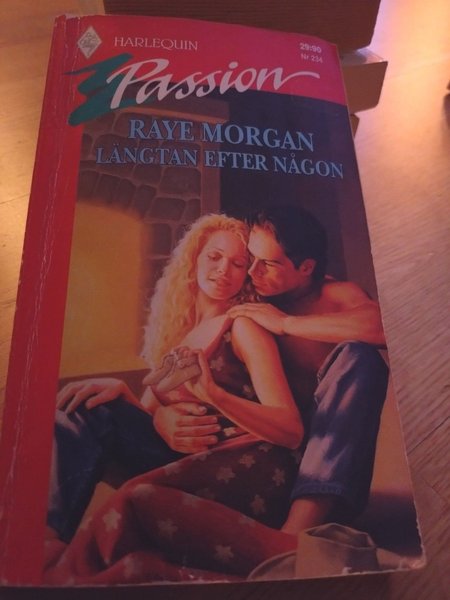 HARLEQUIN
29:90
Nr 234
Passion
RAYE MORGAN
LÄNGTAN EFTER NÅGON